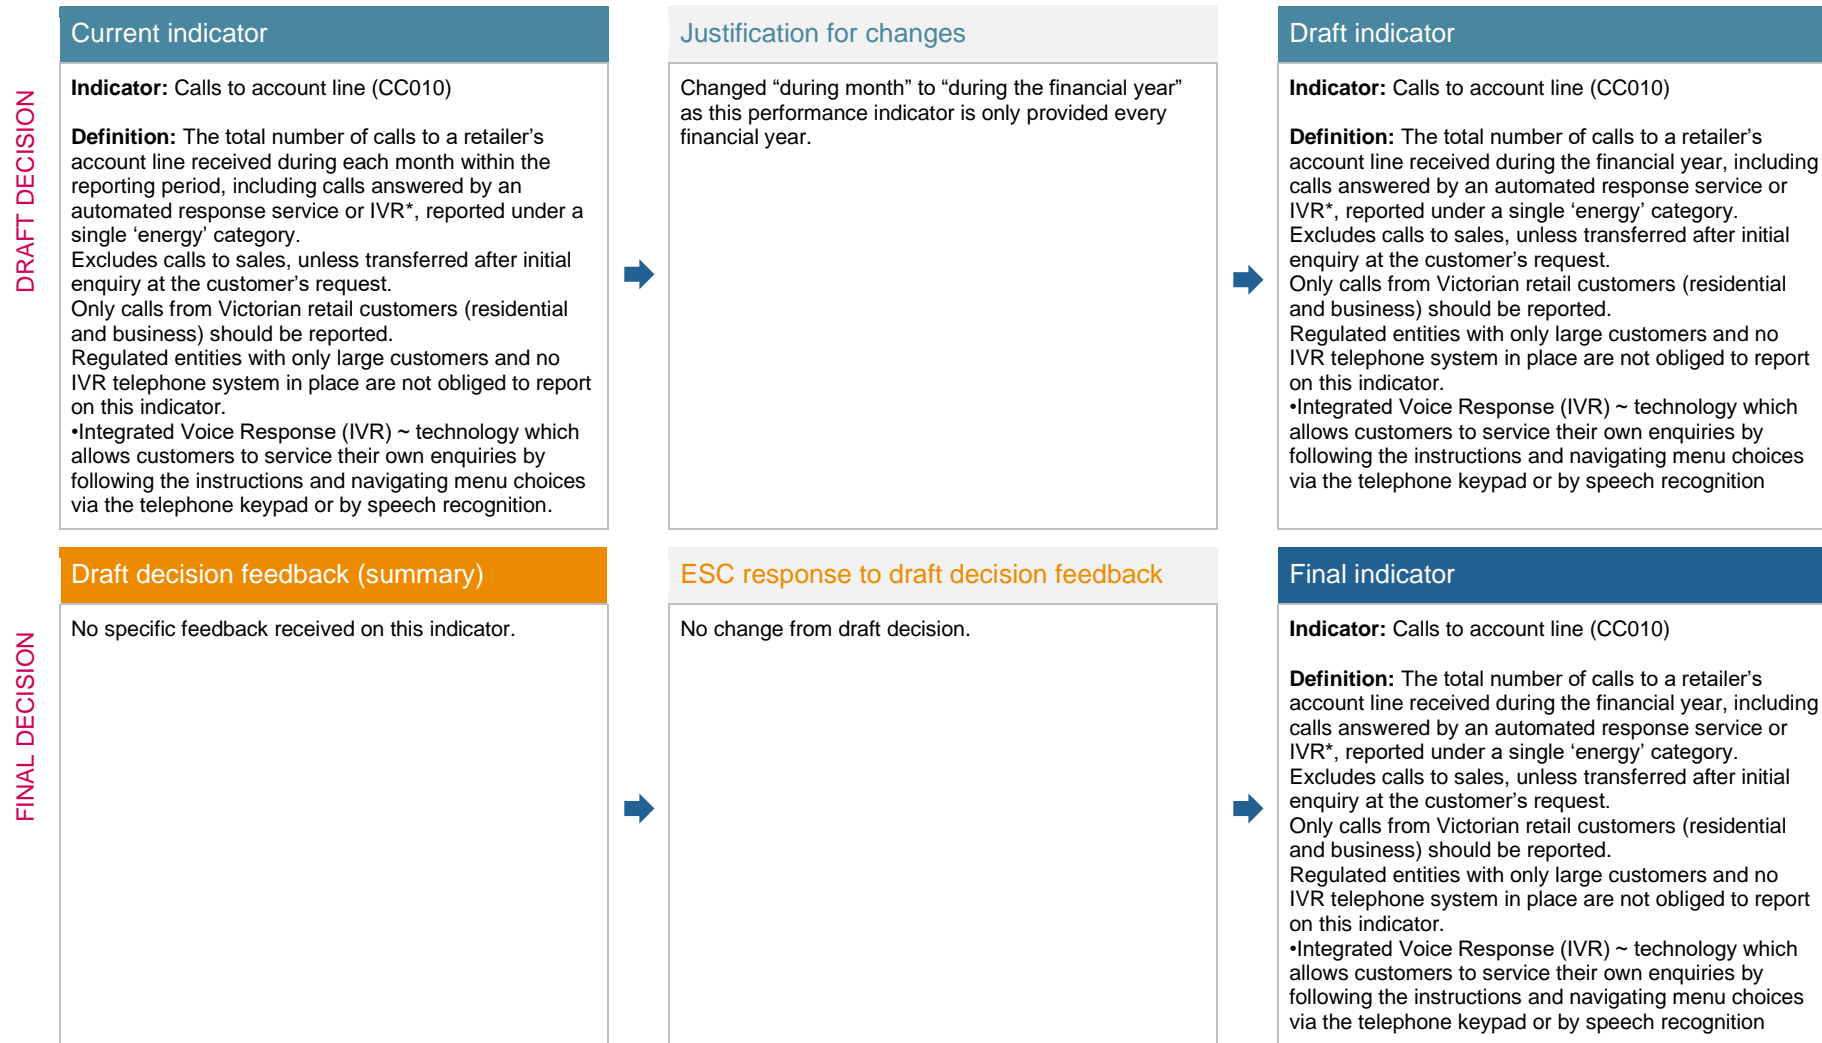 DRAFT DECISION
Current indicator
Indicator: Calls to account line (CC010)
Definition: The total number of calls to a retailer’s
account line received during each month within the
reporting period, including calls answered by an
automated response service or IVR*, reported under a
single ‘energy’ category.
Excludes calls to sales, unless transferred after initial
enquiry at the customer’s request.
Only calls from Victorian retail customers (residential
and business) should be reported.
Regulated entities with only large customers and no
IVR telephone system in place are not obliged to report
on this indicator.
•Integrated Voice Response (IVR) ~ technology which
allows customers to service their own enquiries by
following the instructions and navigating menu choices
via the telephone keypad or by speech recognition.
Justification for changes
Changed “during month” to “during the financial year”
as this performance indicator is only provided every
financial year.
Draft indicator
Indicator: Calls to account line (CC010)
Definition: The total number of calls to a retailer’s
account line received during the financial year, including
calls answered by an automated response service or
IVR*, reported under a single ‘energy’ category.
Excludes calls to sales, unless transferred after initial
enquiry at the customer’s request.
Only calls from Victorian retail customers (residential
and business) should be reported.
Regulated entities with only large customers and no
IVR telephone system in place are not obliged to report
on this indicator.
•Integrated Voice Response (IVR) ~ technology which
allows customers to service their own enquiries by
following the instructions and navigating menu choices
via the telephone keypad or by speech recognition
FINAL DECISION
Draft decision feedback (summary)
No specific feedback received on this indicator.
ESC response to draft decision feedback
No change from draft decision.
Final indicator
Indicator: Calls to account line (CC010)
Definition: The total number of calls to a retailer’s
account line received during the financial year, including
calls answered by an automated response service or
IVR*, reported under a single ‘energy’ category.
Excludes calls to sales, unless transferred after initial
enquiry at the customer’s request.
Only calls from Victorian retail customers (residential
and business) should be reported.
Regulated entities with only large customers and no
IVR telephone system in place are not obliged to report
on this indicator.
•Integrated Voice Response (IVR) ~ technology which
allows customers to service their own enquiries by
following the instructions and navigating menu choices
via the telephone keypad or by speech recognition